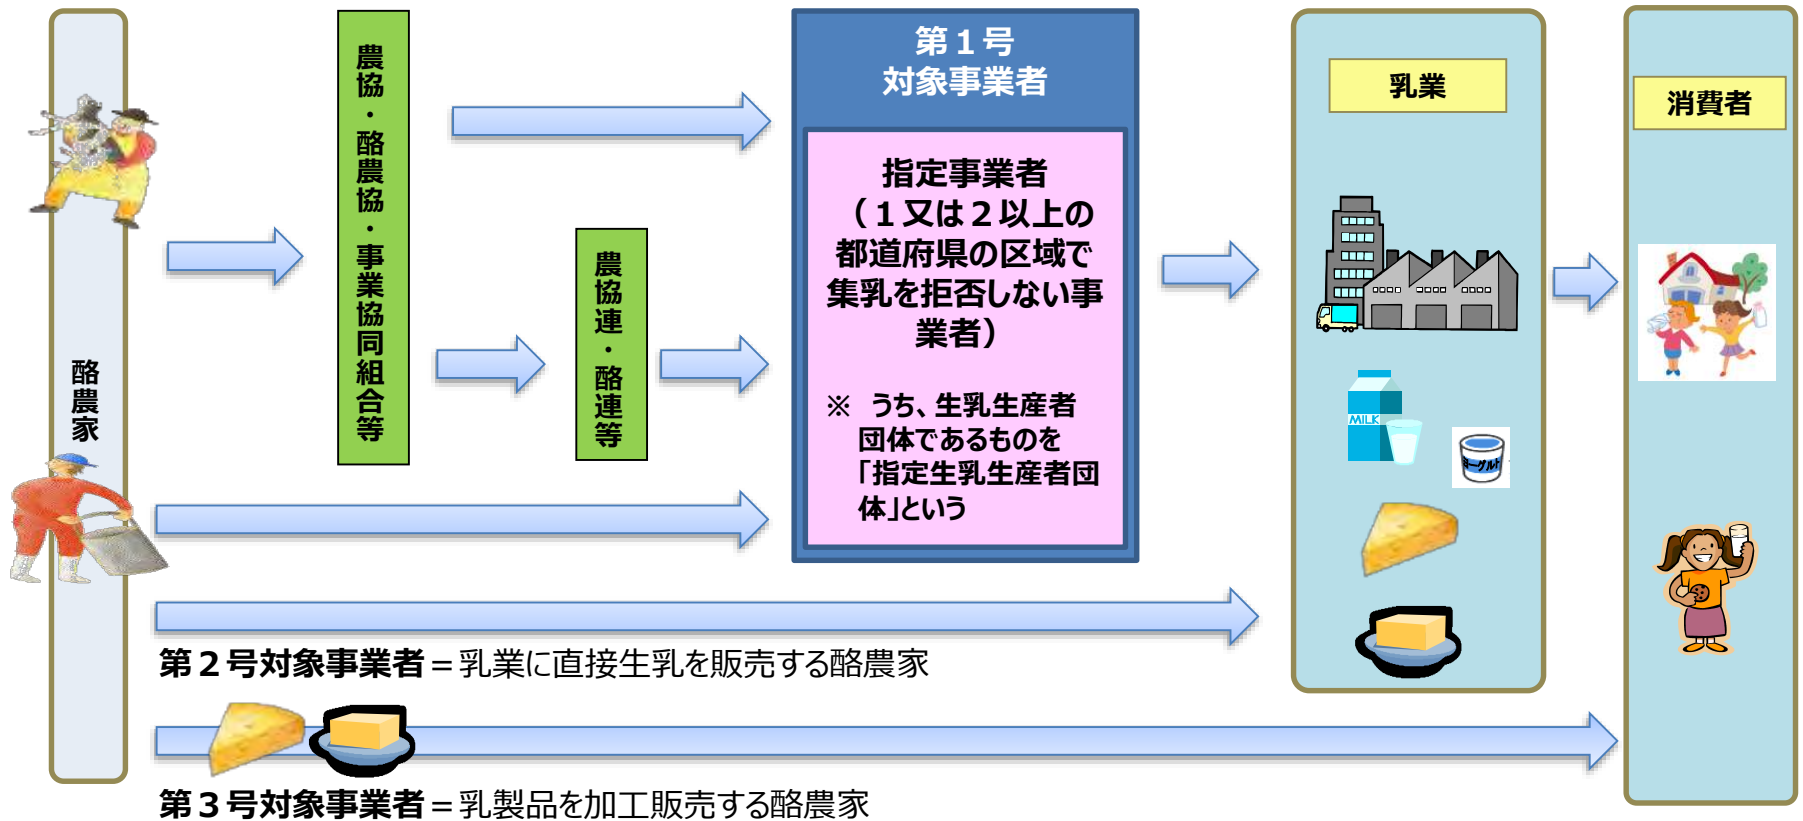 酪農家
農協・酪農協・事業協同組合等
農協連・酪連等
第１号
対象事業者
指定事業者
（１又は２以上の
都道府県の区域で
集乳を拒否しない事
業者）
※　うち、生乳生産者
団体であるものを
「指定生乳生産者団
体」という
乳業
MILK
ヨーグルト
消費者
第２号対象事業者＝乳業に直接生乳を販売する酪農家
第３号対象事業者＝乳製品を加工販売する酪農家